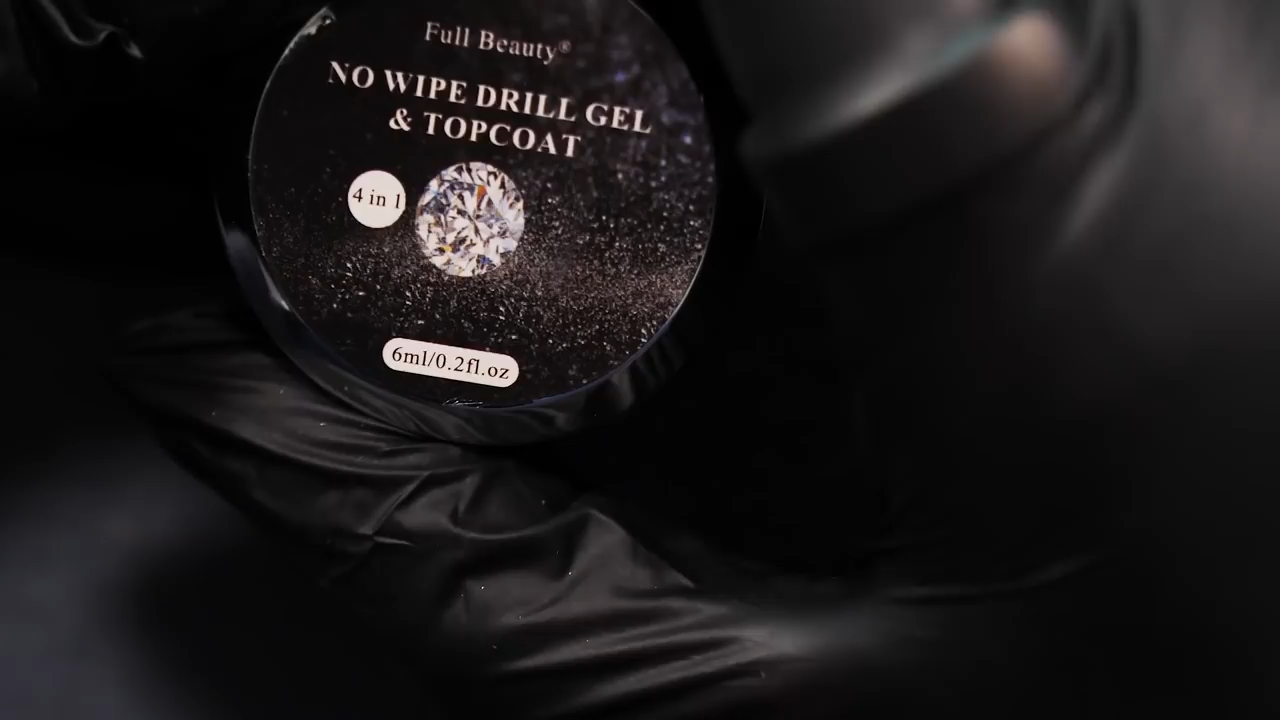 Full Beauty®
NO WIPE DRILL GEL
& TOPCOAT
4 in 1
6ml/0.2fl.oz